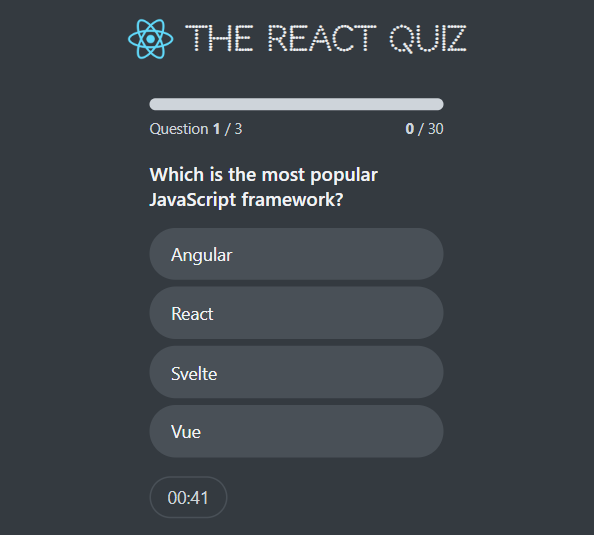 THE REACT QUIZ
Question 1 / 3
0 / 30
Which is the most popular
JavaScript framework?
Angular
React
Svelte
Vue
00:41